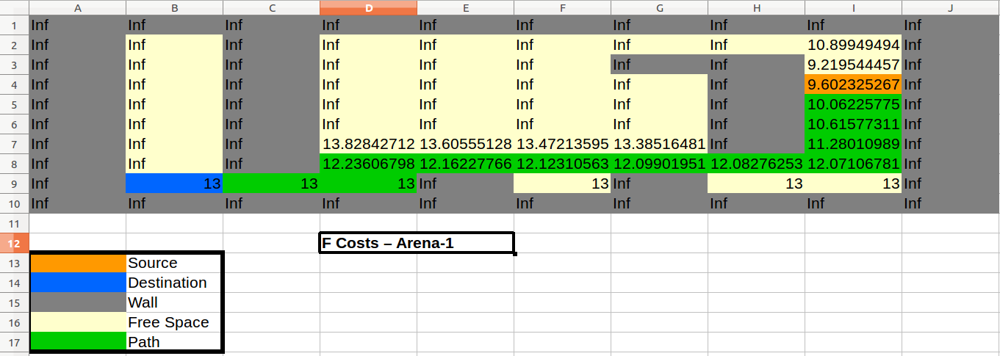 A B C D E F G H I J
1 Inf Inf Inf Inf Inf Inf Inf Inf Inf Inf
2 Inf Inf Inf Inf Inf Inf Inf Inf 10.89949494 Inf
3 Inf Inf Inf Inf Inf Inf Inf Inf 9.219544457 Inf
4 Inf Inf Inf Inf Inf Inf Inf Inf 9.602325267 Inf
5 Inf Inf Inf Inf Inf Inf Inf Inf 10.06225775 Inf
6 Inf Inf Inf Inf Inf Inf Inf Inf 10.61577311 Inf
7 Inf Inf Inf 13.82842712 13.60555128 13.47213595 13.38516481 Inf 11.28010989 Inf
8 Inf Inf Inf 12.23606798 12.16227766 12.12310563 12.09901951 12.08276253 12.07106781 Inf
9 Inf 13 13 13 Inf 13 Inf 13 13 Inf
10 Inf Inf Inf Inf Inf Inf Inf Inf Inf Inf
11
12 F Costs – Arena-1
13 Source
14 Destination
15 Wall
16 Free Space
17 Path